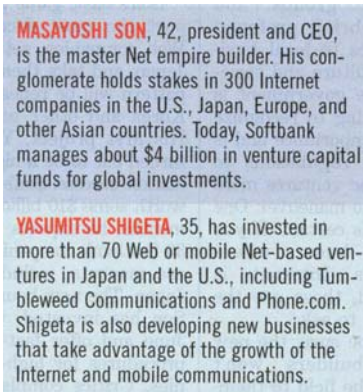 MASAYOSHI SON, 42, president and CEO,
is the master Net empire builder. His con-
glomerate holds stakes in 300 Internet
companies in the U.S., Japan, Europe, and
other Asian countries. Today, Softbank
manages about $4 billion in venture capital
funds for global investments.
YASUMITSU SHIGETA, 35, has invested in
more than 70 Web or mobile Net-based ven-
tures in Japan and the U.S., including Tum-
bleweed Communications and Phone.com.
Shigeta is also developing new businesses
that take advantage of the growth of the
Internet and mobile communications.